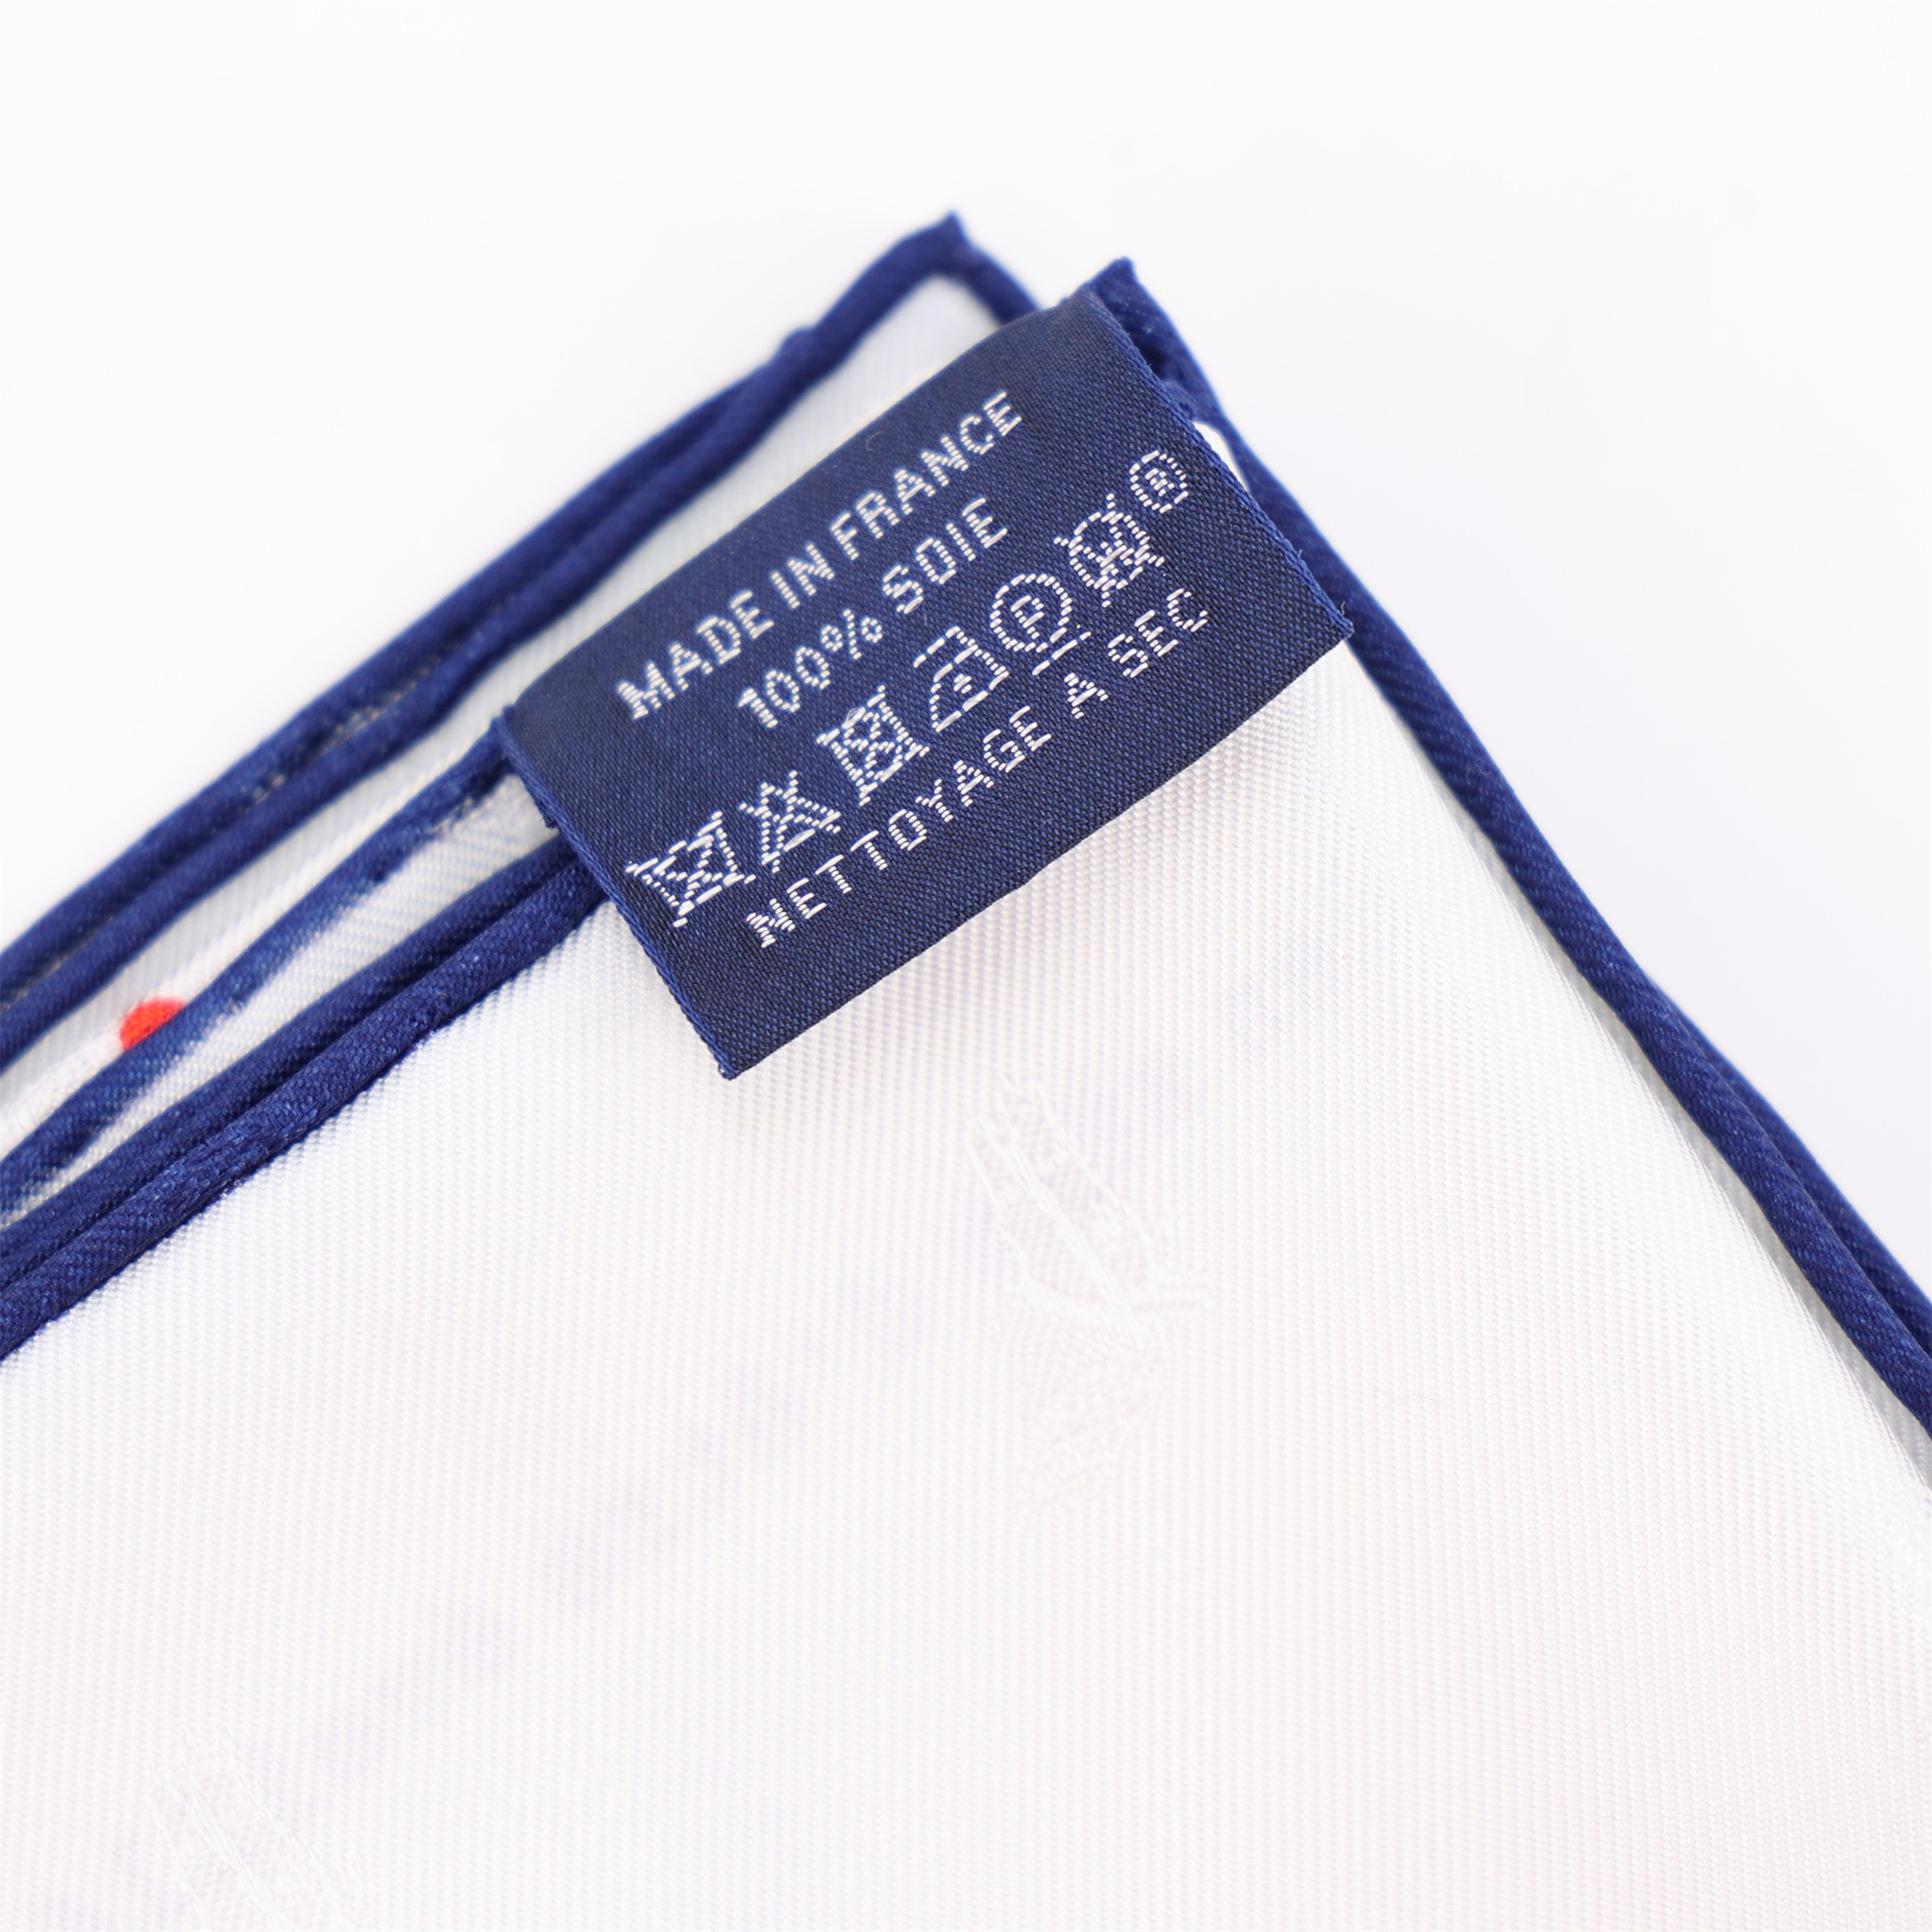 MADE IN FRANCE
100% SOIE
P W ®
NETTOYAGE A SEC